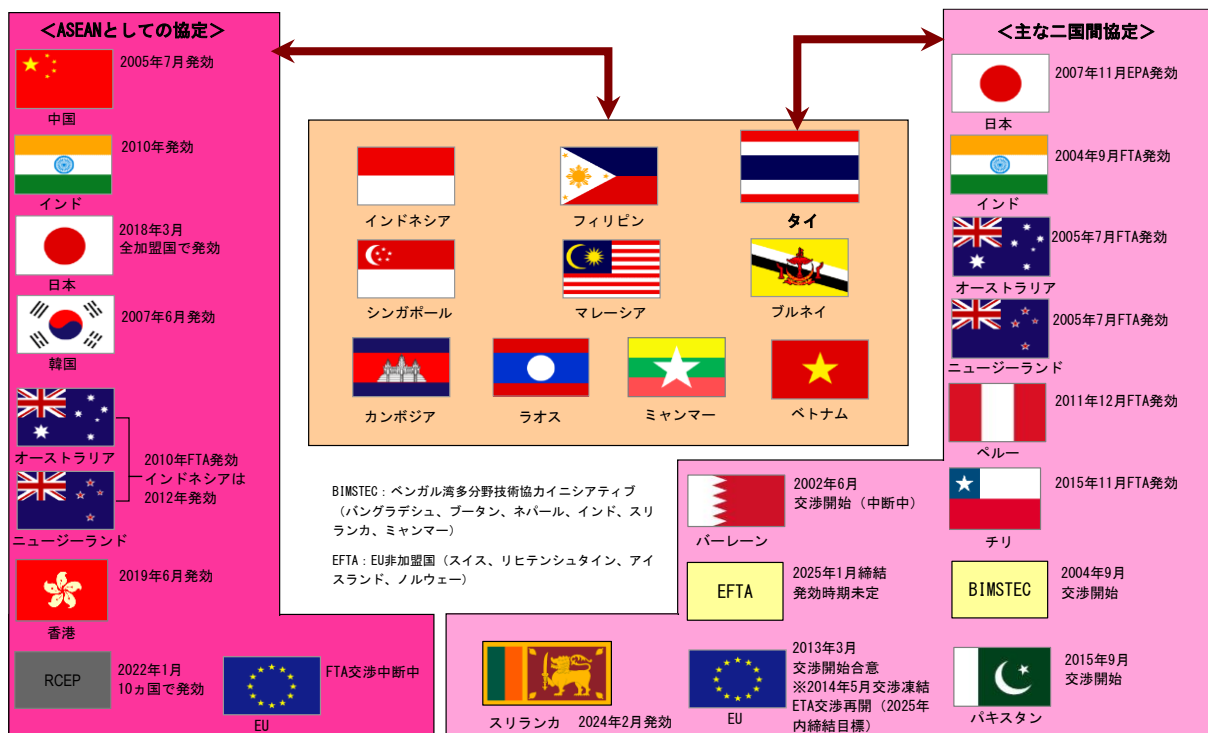 ＜ASEANとしての協定＞
2005年7月発効
中国
2010年発効
インド
2018年3月
全加盟国で発効
日本
2007年6月発効
韓国
オーストラリア
2010年FTA発効
インドネシアは
2012年発効
ニュージーランド
2019年6月発効
香港
RCEP
2022年1月
10ヵ国で発効
FTA交渉中断中
EU
インドネシア
フィリピン
タイ
シンガポール
マレーシア
ブルネイ
カンボジア
ラオス
ミャンマー
ベトナム
BIMSTEC：ベンガル湾多分野技術協力イニシアティブ
（バングラデシュ、ブータン、ネパール、インド、スリ
ランカ、ミャンマー）
EFTA：EU非加盟国（スイス、リヒテンシュタイン、アイ
スランド、ノルウェー）
＜主な二国間協定＞
2007年11月EPA発効
日本
2004年9月FTA発効
インド
2005年7月FTA発効
オーストラリア
2005年7月FTA発効
ニュージーランド
2011年12月FTA発効
ペルー
2015年11月FTA発効
チリ
2002年6月
交渉開始（中断中）
バーレーン
EFTA
2025年1月締結
発効時期未定
BIMSTEC
2004年9月
交渉開始
スリランカ
2024年2月発効
2013年3月
交渉開始合意
※2014年5月交渉凍結
ETA交渉再開（2025年
内締結目標）
EU
2015年9月
交渉開始
パキスタン